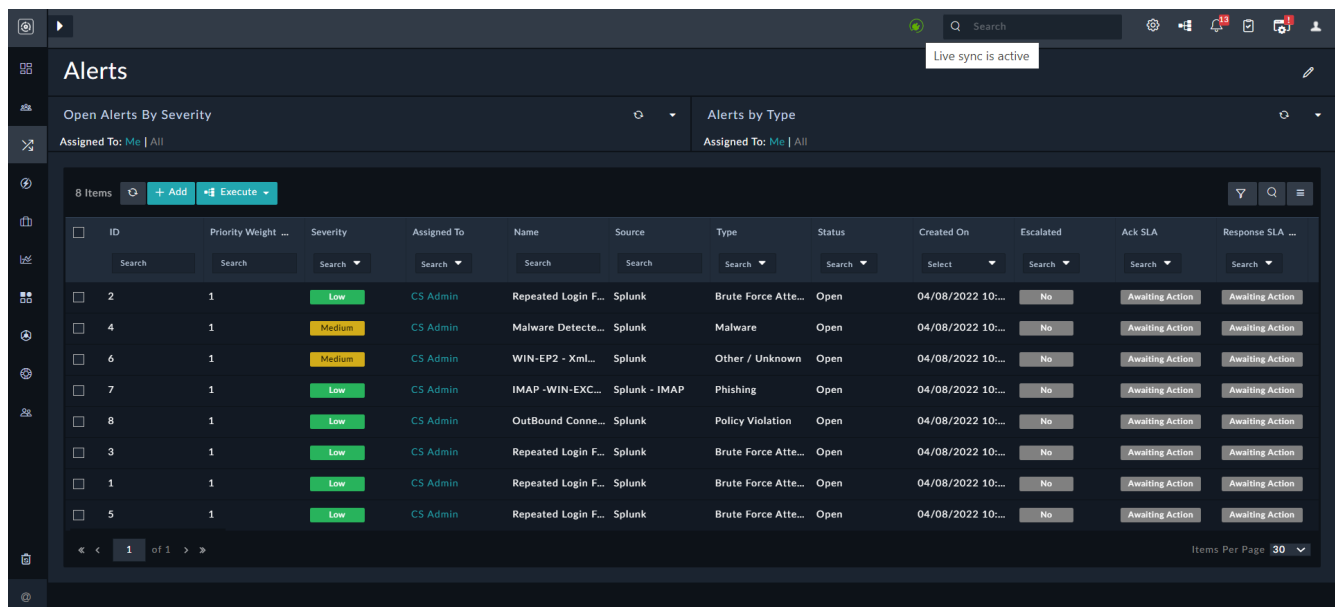 13
!
Search
Live sync is active
Alerts
Open Alerts By Severity
Assigned To: Me | All
Alerts by Type
Assigned To: Me | All
8 Items + Add Execute
ID Priority Weight ... Severity Assigned To Name Source Type Status Created On Escalated Ack SLA Response SLA ...
Search Search Search Search Search Search Search Search Select Search Search Search
2 1 Low CS Admin Repeated Login F... Splunk Brute Force Atte... Open 04/08/2022 10:... No Awaiting Action Awaiting Action
4 1 Medium CS Admin Malware Detecte... Splunk Malware Open 04/08/2022 10:... No Awaiting Action Awaiting Action
6 1 Medium CS Admin WIN-EP2 - Xml... Splunk Other / Unknown Open 04/08/2022 10:... No Awaiting Action Awaiting Action
7 1 Low CS Admin IMAP -WIN-EXC... Splunk - IMAP Phishing Open 04/08/2022 10:... No Awaiting Action Awaiting Action
8 1 Low CS Admin OutBound Conne... Splunk Policy Violation Open 04/08/2022 10:... No Awaiting Action Awaiting Action
3 1 Low CS Admin Repeated Login F... Splunk Brute Force Atte... Open 04/08/2022 10:... No Awaiting Action Awaiting Action
1 1 Low CS Admin Repeated Login F... Splunk Brute Force Atte... Open 04/08/2022 10:... No Awaiting Action Awaiting Action
5 1 Low CS Admin Repeated Login F... Splunk Brute Force Atte... Open 04/08/2022 10:... No Awaiting Action Awaiting Action
« ‹ 1 of 1 › » Items Per Page 30
@